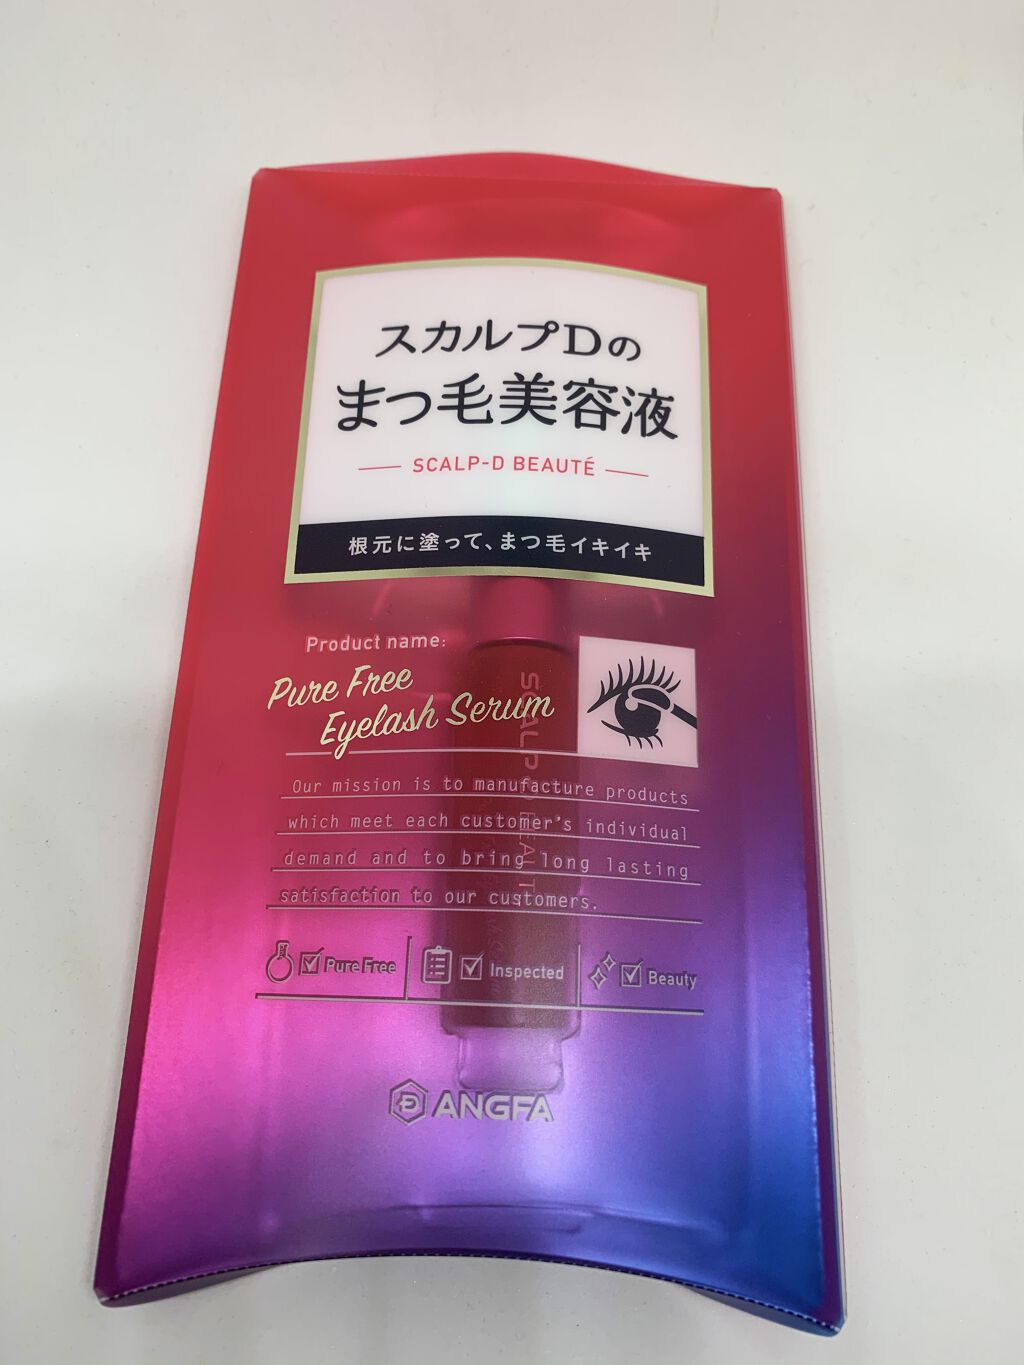 スカルプDの
まつ毛美容液
SCALP-D BEAUTÉ
根元に塗って、まつ毛イキイキ
Product name:
Pure Free
Eyelash Serum
Our mission is to manufacture products
which meet each customer's individual
demand and to bring long lasting
satisfaction to our customers.
Pure Free
Inspected
Beauty
SCALP-D BEAUT
ANGFA